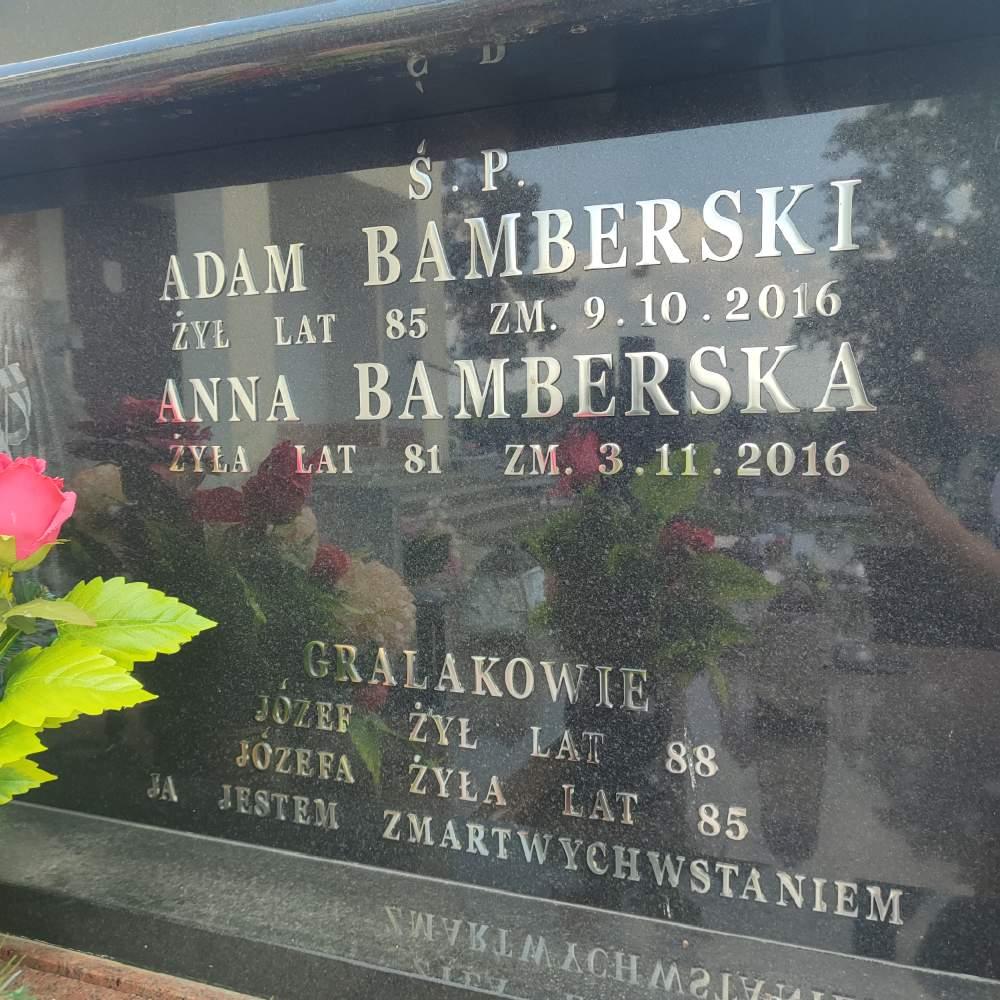 Ś. P.
ADAM BAMBERSKI
ŻYŁ LAT 85 ZM. 9.10.2016
ANNA BAMBERSKA
ŻYŁA LAT 81 ZM. 3.11.2016
GRALAKOWIE
JÓZEF ŻYŁ LAT 88
JÓZEFA ŻYŁA LAT 85
JA JESTEM ZMARTWYCHWSTANIEM